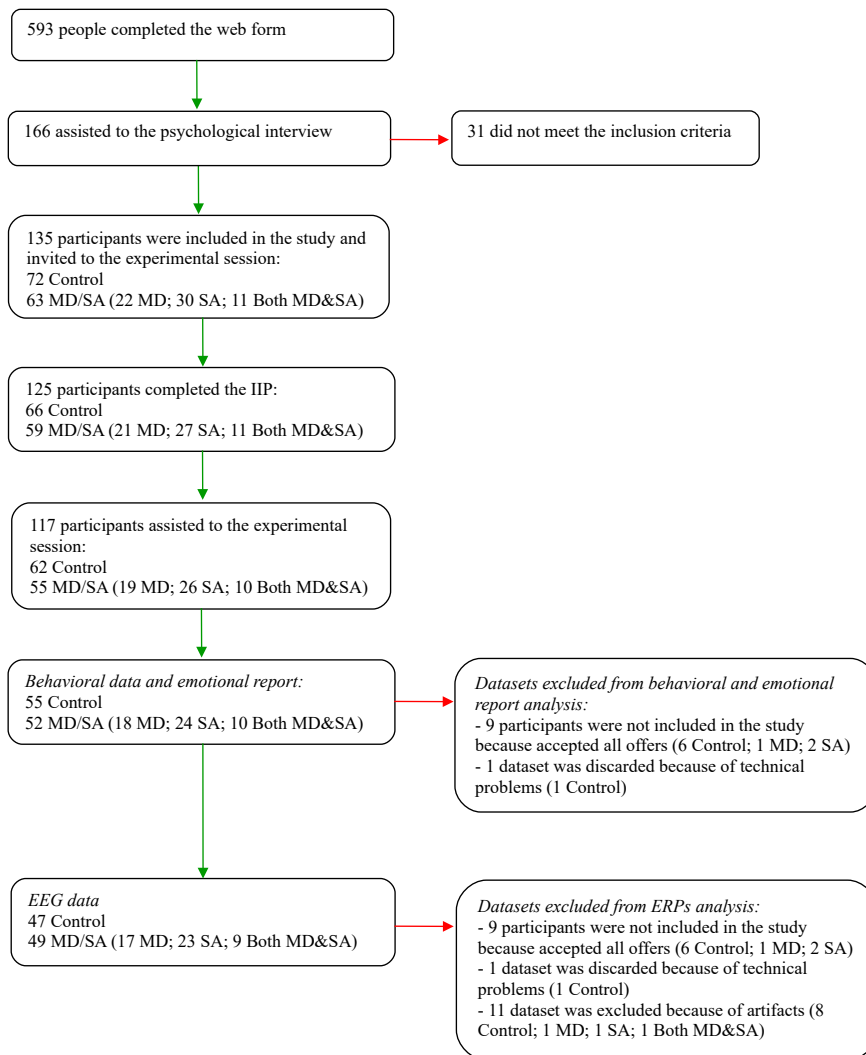 593 people completed the web form
166 assisted to the psychological interview
31 did not meet the inclusion criteria
135 participants were included in the study and
invited to the experimental session:
72 Control
63 MD/SA (22 MD; 30 SA; 11 Both MD&SA)
125 participants completed the IIP:
66 Control
59 MD/SA (21 MD; 27 SA; 11 Both MD&SA)
117 participants assisted to the experimental
session:
62 Control
55 MD/SA (19 MD; 26 SA; 10 Both MD&SA)
Behavioral data and emotional report:
55 Control
52 MD/SA (18 MD; 24 SA; 10 Both MD&SA)
Datasets excluded from behavioral and emotional
report analysis:
- 9 participants were not included in the study
because accepted all offers (6 Control; 1 MD; 2 SA)
- 1 dataset was discarded because of technical
problems (1 Control)
EEG data
47 Control
49 MD/SA (17 MD; 23 SA; 9 Both MD&SA)
Datasets excluded from ERPs analysis:
- 9 participants were not included in the study
because accepted all offers (6 Control; 1 MD; 2 SA)
- 1 dataset was discarded because of technical
problems (1 Control)
- 11 dataset was excluded because of artifacts (8
Control; 1 MD; 1 SA; 1 Both MD&SA)